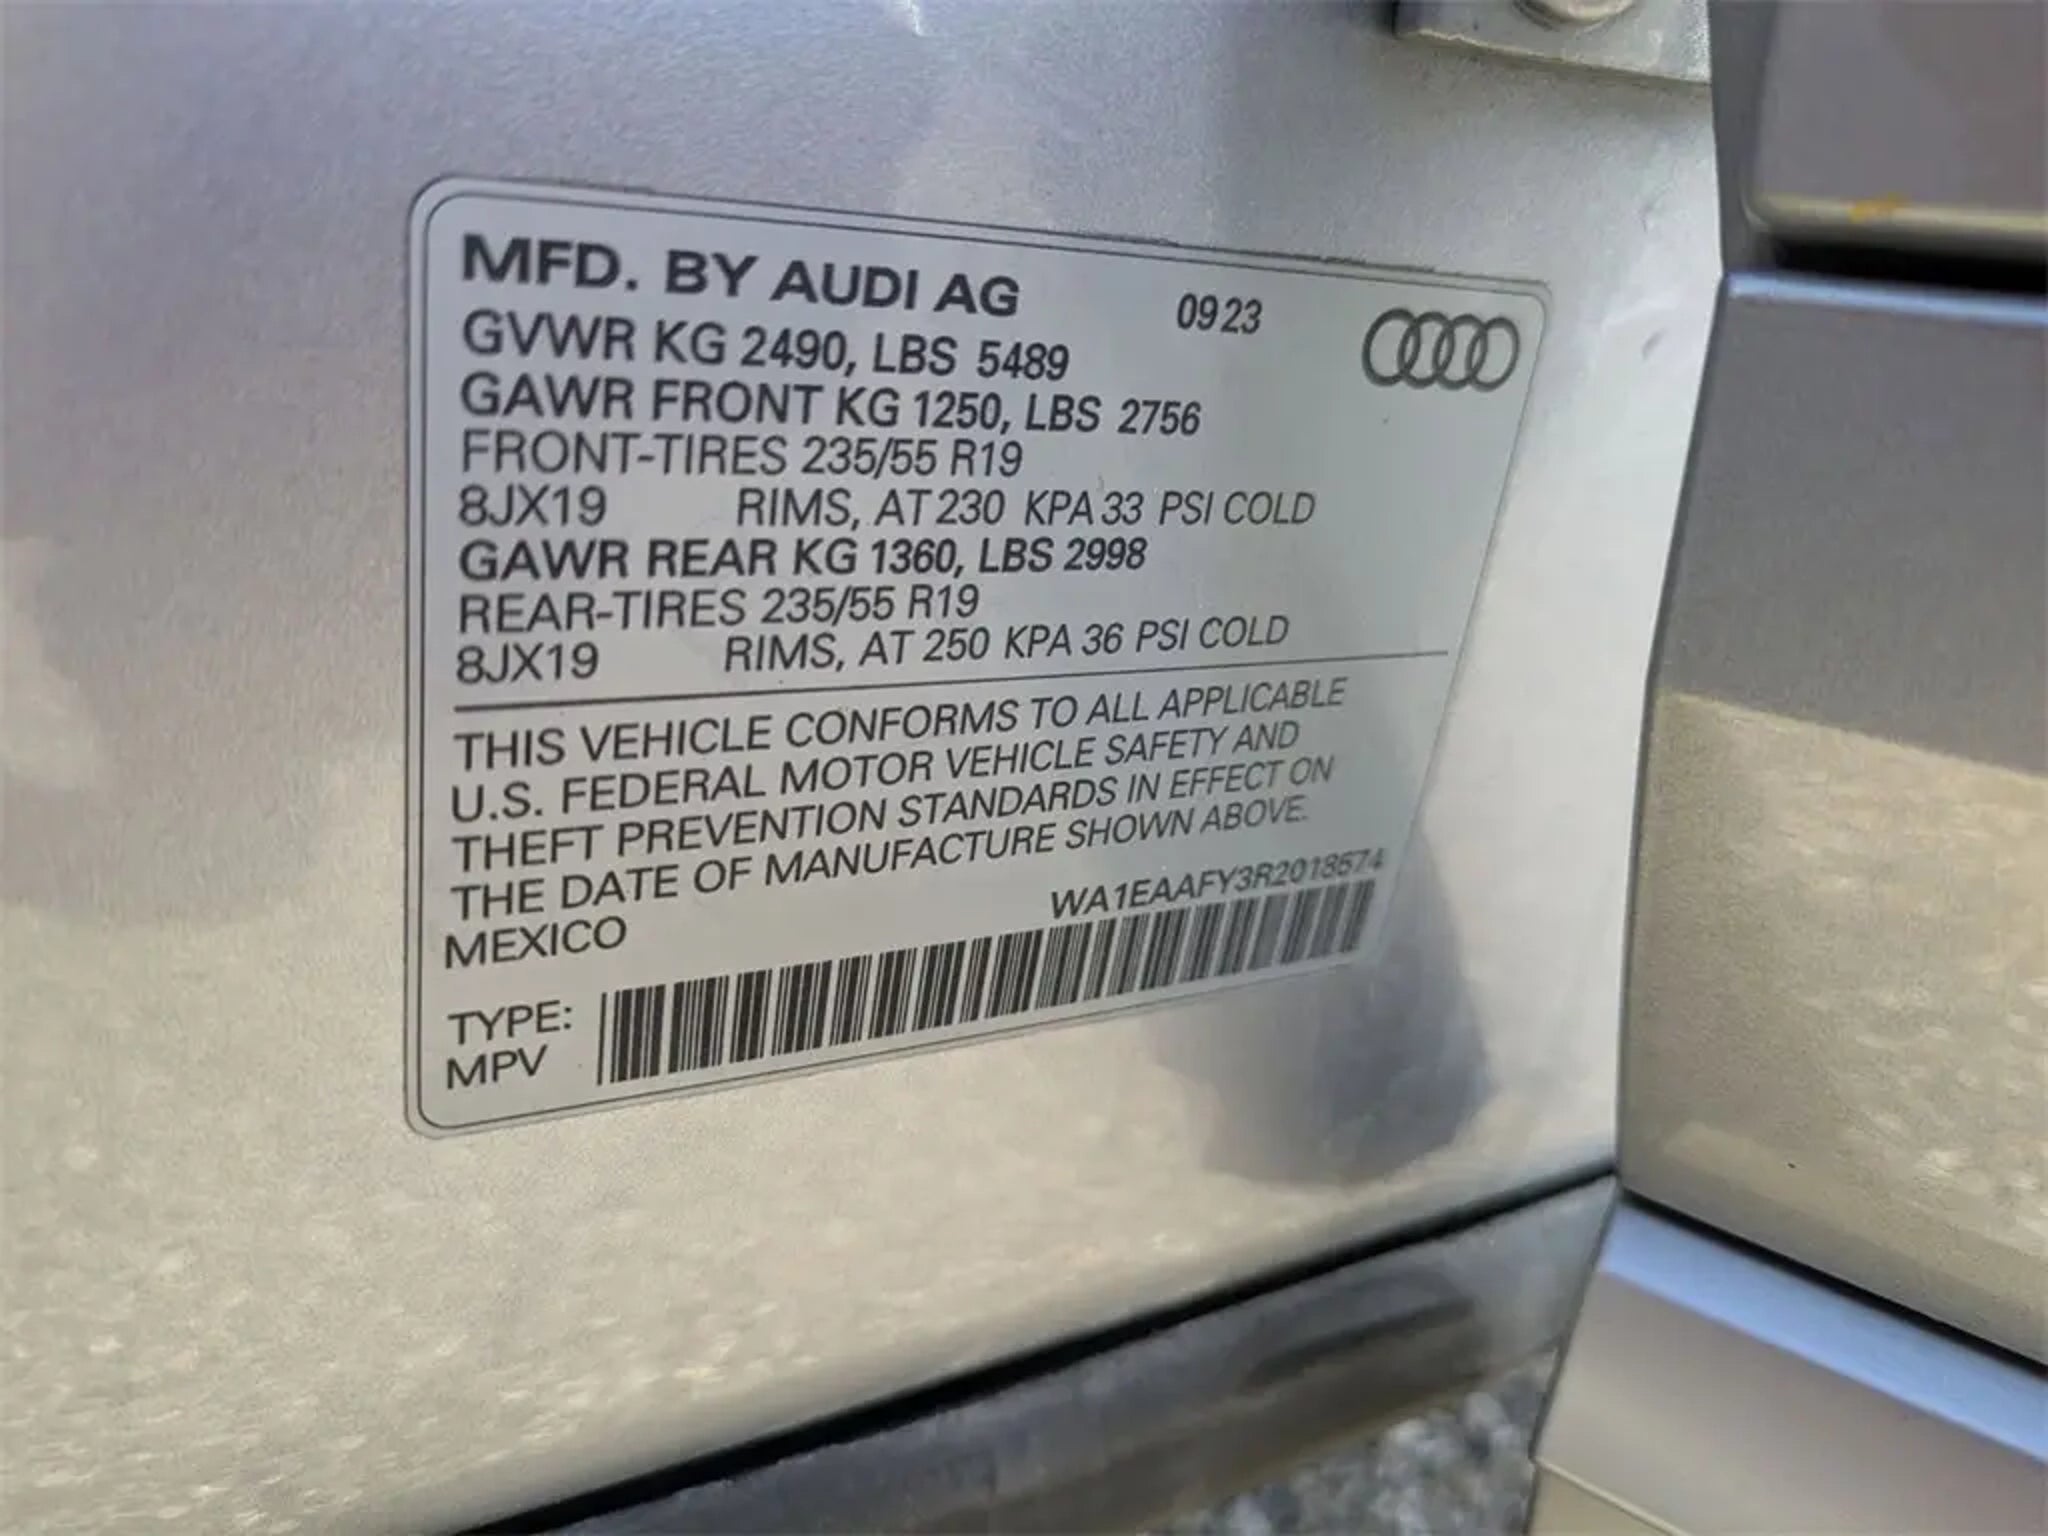 MFD. BY AUDI AG 0923
GVWR KG 2490, LBS 5489
GAWR FRONT KG 1250, LBS 2756
FRONT-TIRES 235/55 R19
8JX19 RIMS, AT 230 KPA 33 PSI COLD
GAWR REAR KG 1360, LBS 2998
REAR-TIRES 235/55 R19
8JX19 RIMS, AT 250 KPA 36 PSI COLD
THIS VEHICLE CONFORMS TO ALL APPLICABLE
U.S. FEDERAL MOTOR VEHICLE SAFETY AND
THEFT PREVENTION STANDARDS IN EFFECT ON
THE DATE OF MANUFACTURE SHOWN ABOVE.
MEXICO
TYPE:
MPV